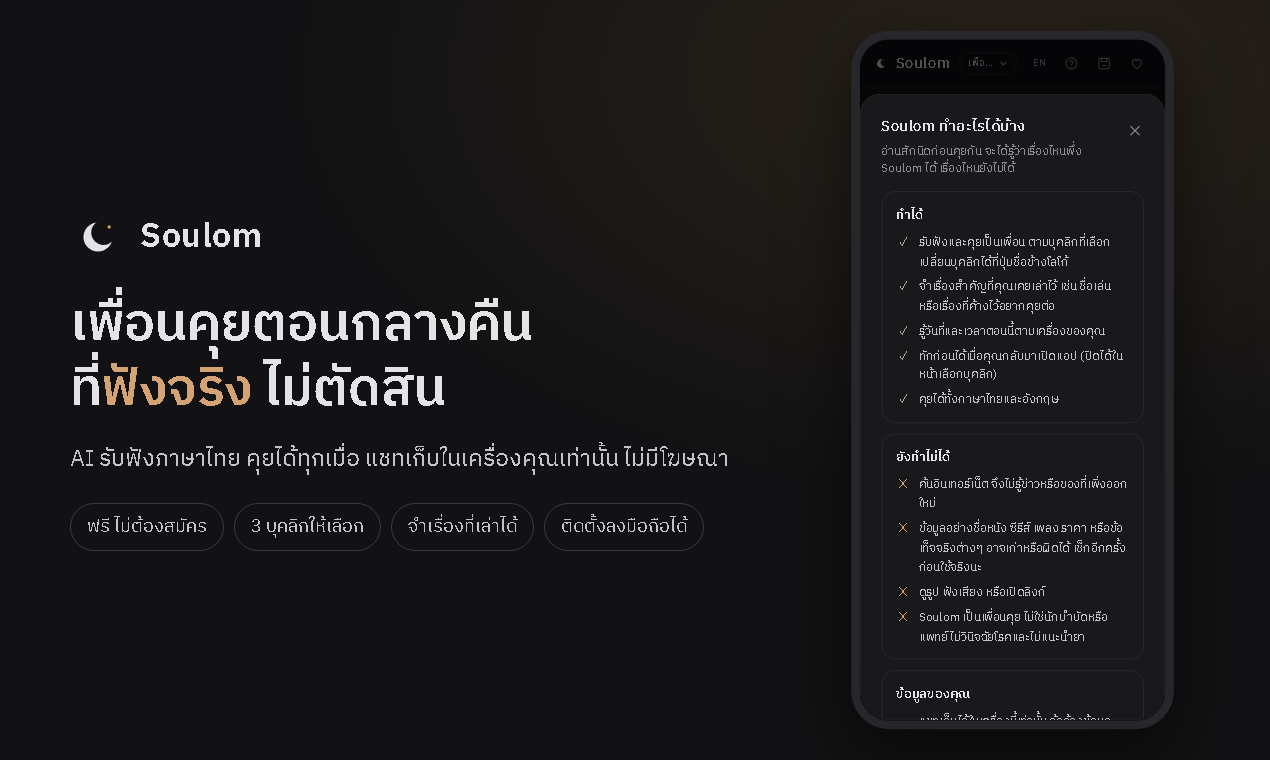 Soulom
เพื่อนคุยตอนกลางคืน
ที่ฟังจริง ไม่ตัดสิน
AI รับฟังภาษาไทย คุยได้ทุกเมื่อ แชทเก็บในเครื่องคุณเท่านั้น ไม่มีโฆษณา
ฟรี ไม่ต้องสมัคร
3 บุคลิกให้เลือก
จำเรื่องที่เล่าได้
ติดตั้งลงมือถือได้
Soulom
เพื่อ...
EN
Soulom ทำอะไรได้บ้าง
อ่านสักนิดก่อนคุยกัน จะได้รู้ว่าเรื่องไหนพึ่ง
Soulom ได้ เรื่องไหนยังไม่ได้
ทำได้
รับฟังและคุยเป็นเพื่อน ตามบุคลิกที่เลือก
เปลี่ยนบุคลิกได้ที่ปุ่มชื่อข้างโลโก้
จำเรื่องสำคัญที่คุณเคยเล่าไว้ เช่น ชื่อเล่น
หรือเรื่องที่ค้างไว้อยากคุยต่อ
รู้วันที่และเวลาตอนนี้ตามเครื่องของคุณ
ทักก่อนได้เมื่อคุณกลับมาเปิดแอป (ปิดได้ใน
หน้าเลือกบุคลิก)
คุยได้ทั้งภาษาไทยและอังกฤษ
ยังทำไม่ได้
ค้นอินเทอร์เน็ต จึงไม่รู้ข่าวหรือของที่เพิ่งออก
ใหม่
ข้อมูลอย่างชื่อหนัง ซีรีส์ เพลง ราคา หรือข้อ
เท็จจริงต่างๆ อาจเก่าหรือผิดได้ เช็กอีกครั้ง
ก่อนใช้จริงนะ
ดูรูป ฟังเสียง หรือเปิดลิงก์
Soulom เป็นเพื่อนคุย ไม่ใช่นักบำบัดหรือ
แพทย์ ไม่วินิจฉัยโรคและไม่แนะนำยา
ข้อมูลของคุณ